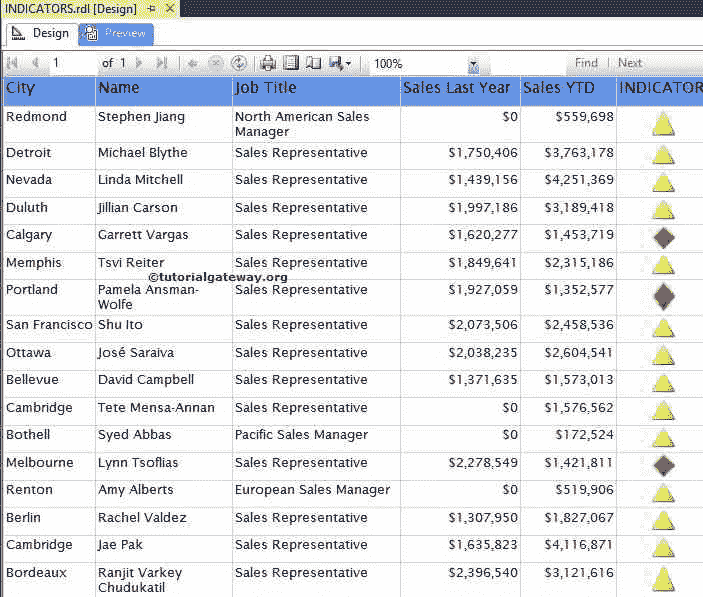 INDICATORS.rdl [Design]
Design Preview
1 of 1 100% Find | Next
City Name Job Title Sales Last Year Sales YTD INDICATOR
Redmond Stephen Jiang North American Sales $0 $559,698
Manager
Detroit Michael Blythe Sales Representative $1,750,406 $3,763,178
Nevada Linda Mitchell Sales Representative $1,439,156 $4,251,369
Duluth Jillian Carson Sales Representative $1,997,186 $3,189,418
Calgary Garrett Vargas Sales Representative $1,620,277 $1,453,719
Memphis Tsvi Reiter Sales Representative $1,849,641 $2,315,186
©tutorialgateway.org
Portland Pamela Ansman- Sales Representative $1,927,059 $1,352,577
Wolfe
San Francisco Shu Ito Sales Representative $2,073,506 $2,458,536
Ottawa José Saraiva Sales Representative $2,038,235 $2,604,541
Bellevue David Campbell Sales Representative $1,371,635 $1,573,013
Cambridge Tete Mensa-Annan Sales Representative $0 $1,576,562
Bothell Syed Abbas Pacific Sales Manager $0 $172,524
Melbourne Lynn Tsoflias Sales Representative $2,278,549 $1,421,811
Renton Amy Alberts European Sales Manager $0 $519,906
Berlin Rachel Valdez Sales Representative $1,307,950 $1,827,067
Cambridge Jae Pak Sales Representative $1,635,823 $4,116,871
Bordeaux Ranjit Varkey Sales Representative $2,396,540 $3,121,616
Chudukatil